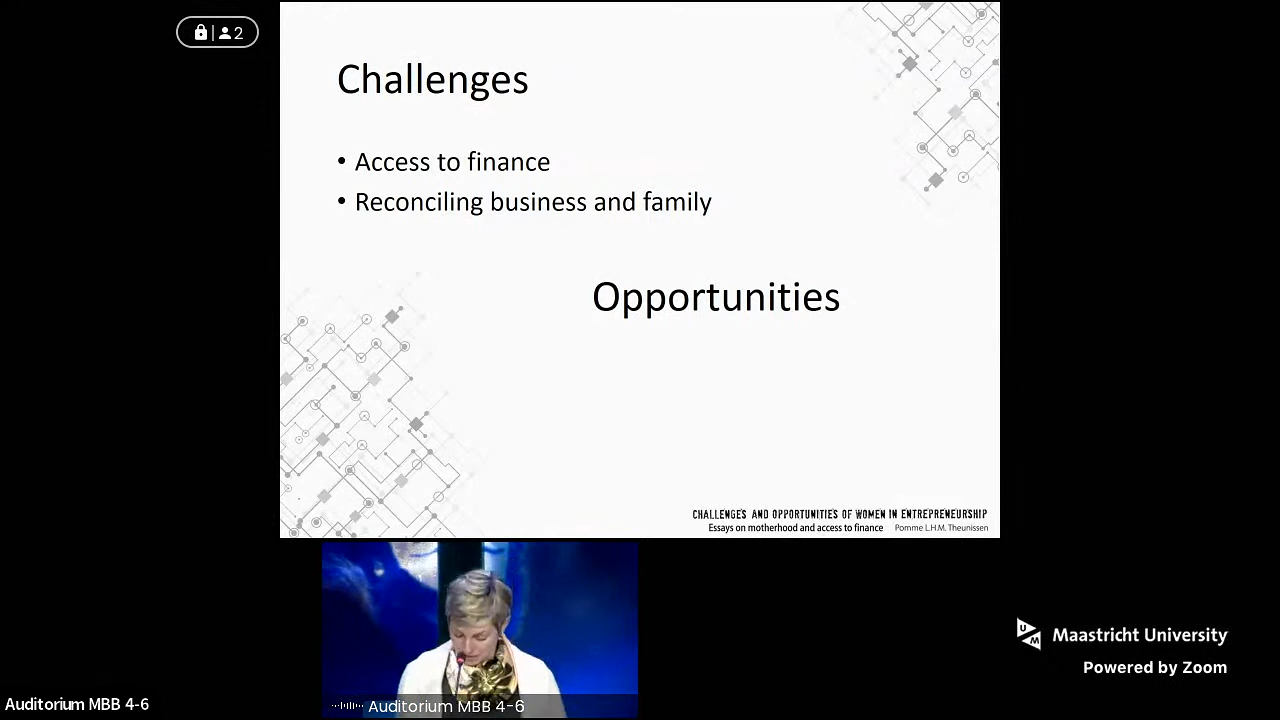 2
Challenges
• Access to finance
• Reconciling business and family
Opportunities
CHALLENGES AND OPPORTUNITIES OF WOMEN IN ENTREPRENEURSHIP
Essays on motherhood and access to finance Pomme L.H.M. Theunissen
UM
Maastricht University
Powered by Zoom
Auditorium MBB 4-6
Auditorium MBB 4-6